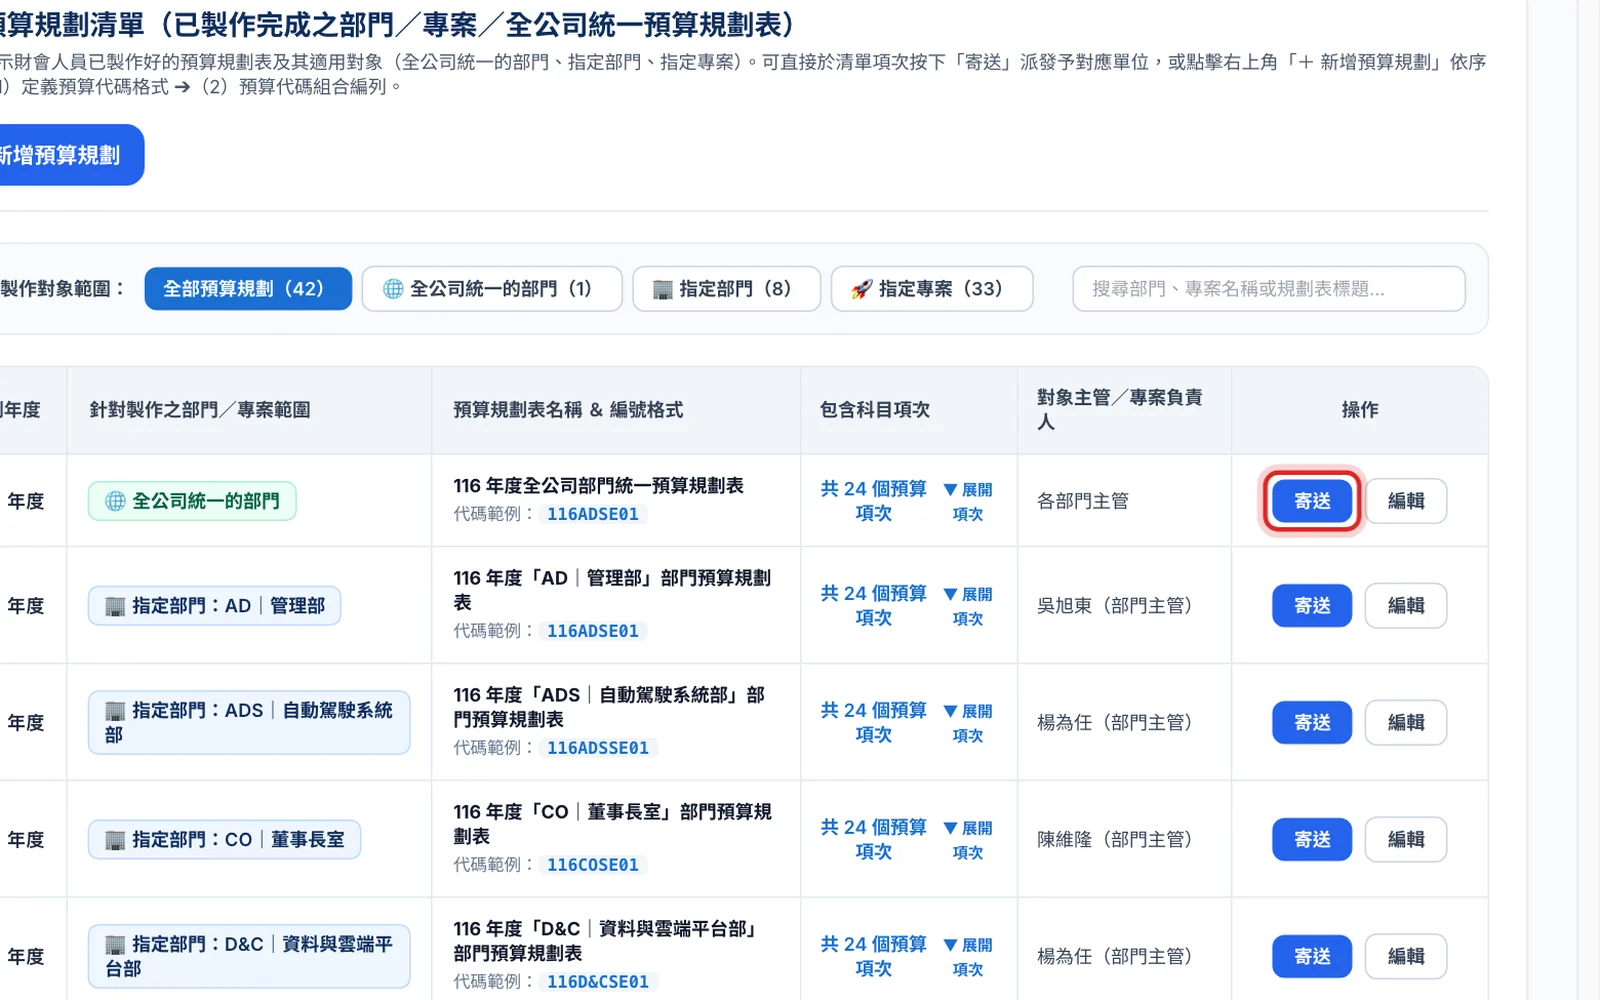 算規劃清單（已製作完成之部門／專案／全公司統一預算規劃表）
示財會人員已製作好的預算規劃表及其適用對象（全公司統一的部門、指定部門、指定專案）。可直接於清單項次按下「寄送」派發予對應單位，或點擊右上角「＋ 新增預算規劃」依序
）定義預算代碼格式 ➔（2）預算代碼組合編列。
新增預算規劃
製作對象範圍：
全部預算規劃（42）
🌐 全公司統一的部門（1）
🏢 指定部門（8）
🚀 指定專案（33）
搜尋部門、專案名稱或規劃表標題...
年度
針對製作之部門／專案範圍
預算規劃表名稱 & 編號格式
包含科目項次
對象主管／專案負責
人
操作
年度
🌐 全公司統一的部門
116 年度全公司部門統一預算規劃表
代碼範例： 116ADSE01
共 24 個預算
項次
▼ 展開
項次
各部門主管
寄送
編輯
年度
🏢 指定部門：AD｜管理部
116 年度「AD｜管理部」部門預算規劃
表
代碼範例： 116ADSE01
共 24 個預算
項次
▼ 展開
項次
吳旭東（部門主管）
寄送
編輯
年度
🏢 指定部門：ADS｜自動駕駛系統
部
116 年度「ADS｜自動駕駛系統部」部
門預算規劃表
代碼範例： 116ADSSE01
共 24 個預算
項次
▼ 展開
項次
楊為任（部門主管）
寄送
編輯
年度
🏢 指定部門：CO｜董事長室
116 年度「CO｜董事長室」部門預算規
劃表
代碼範例： 116COSE01
共 24 個預算
項次
▼ 展開
項次
陳維隆（部門主管）
寄送
編輯
年度
🏢 指定部門：D&C｜資料與雲端平
台部
116 年度「D&C｜資料與雲端平台部」
部門預算規劃表
代碼範例： 116D&CSE01
共 24 個預算
項次
▼ 展開
項次
楊為任（部門主管）
寄送
編輯